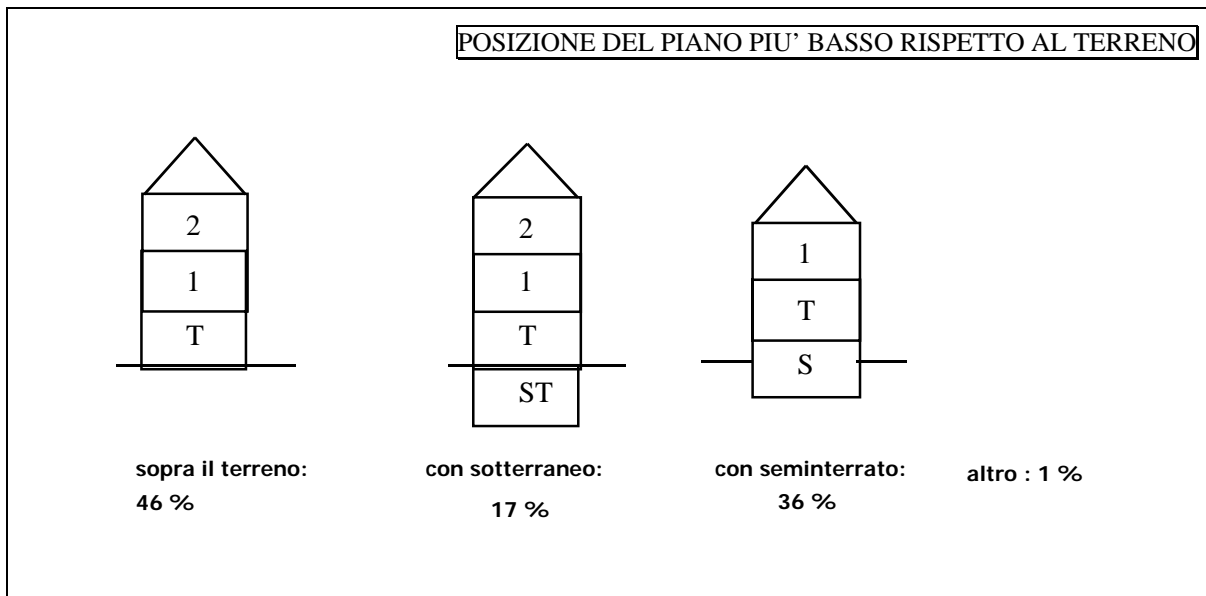 POSIZIONE DEL PIANO PIU' BASSO RISPETTO AL TERRENO
2
1
T
2
1
T
ST
1
T
S
sopra il terreno:
46 %
con sotterraneo:
17 %
con seminterrato:
36 %
altro : 1 %